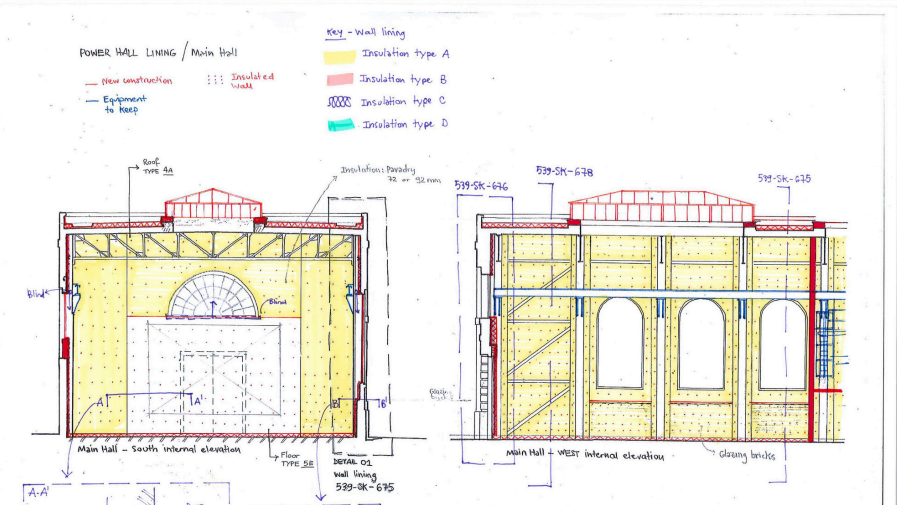 POWER HALL LINING / Main Hall
New construction
Insulated
Wall
Equipment
to Keep
Key - Wall lining
Insulation type A
Insulation type B
Insulation type C
Insulation type D
Roof
TYPE 4A
Insulation: Paradry
72 or 92mm
Blind
Blind
A
A'
B
B'
Main Hall - South internal elevation
Floor
TYPE 5E
DETAIL 01
Wall lining
539-SK-675
A-A'
539-SK-676
539-SK-678
539-SK-675
Main Hall - WEST internal elevation
Glazing bricks